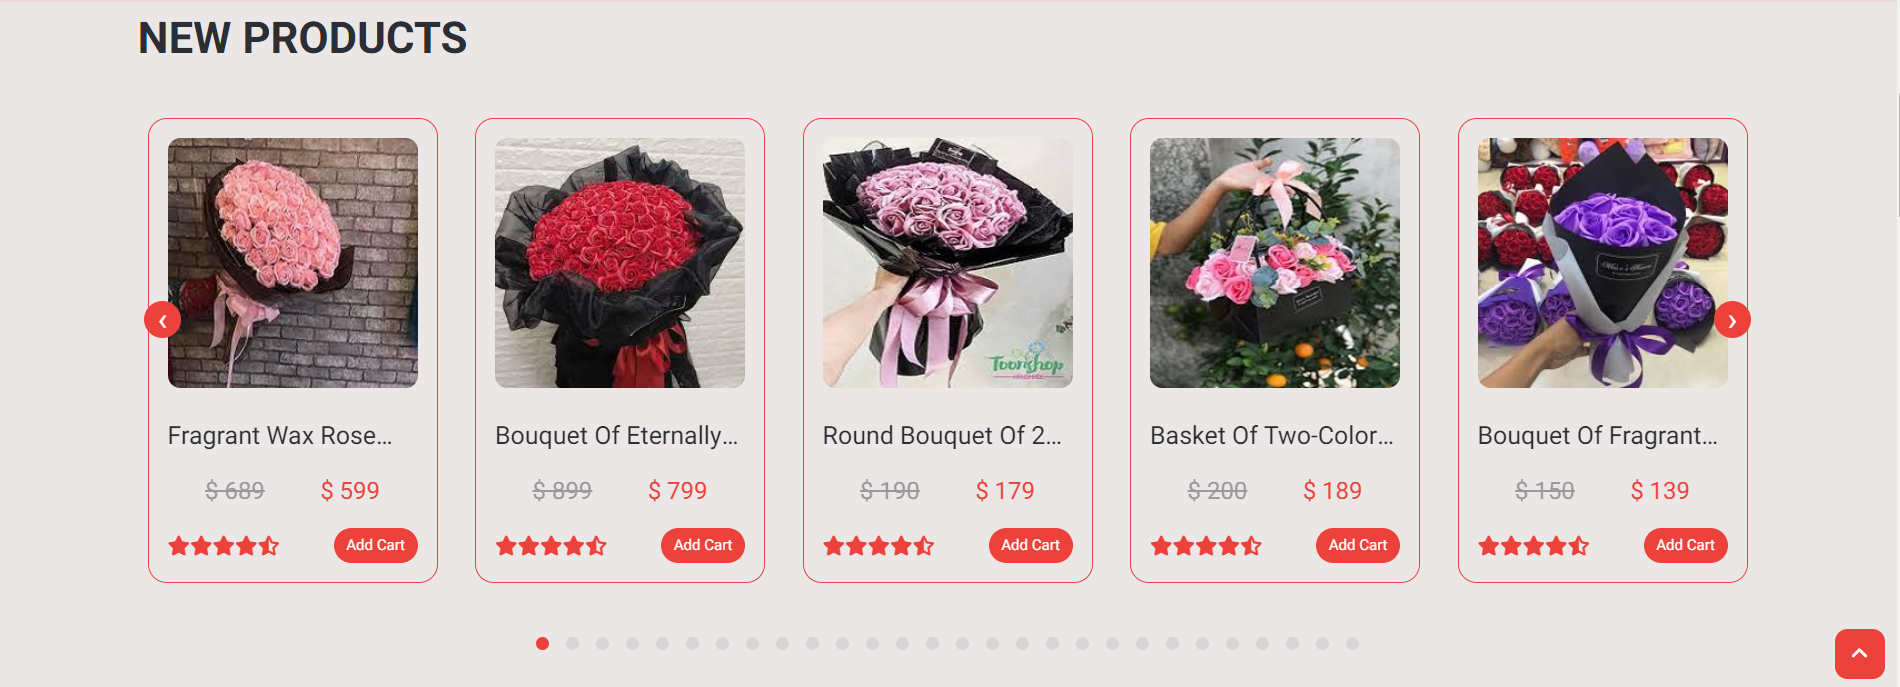 NEW PRODUCTS
Toonshop
Fragrant Wax Rose...
Bouquet Of Eternally...
Round Bouquet Of 2...
Basket Of Two-Color...
Bouquet Of Fragrant...
$ 689 $ 599
$ 899 $ 799
$ 190 $ 179
$ 200 $ 189
$ 150 $ 139
Add Cart
Add Cart
Add Cart
Add Cart
Add Cart